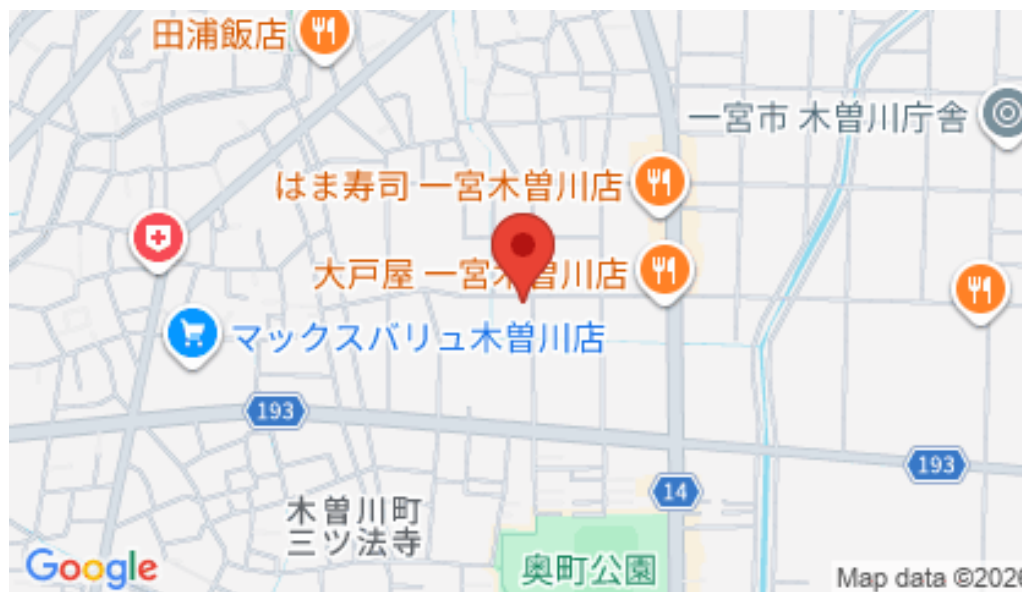 田浦飯店
一宮市 木曽川庁舎
はま寿司 一宮木曽川店
大戸屋 一宮木曽川店
マックスバリュ木曽川店
193
193
14
木曽川町
三ツ法寺
奥町公園
Google
Map data ©2026